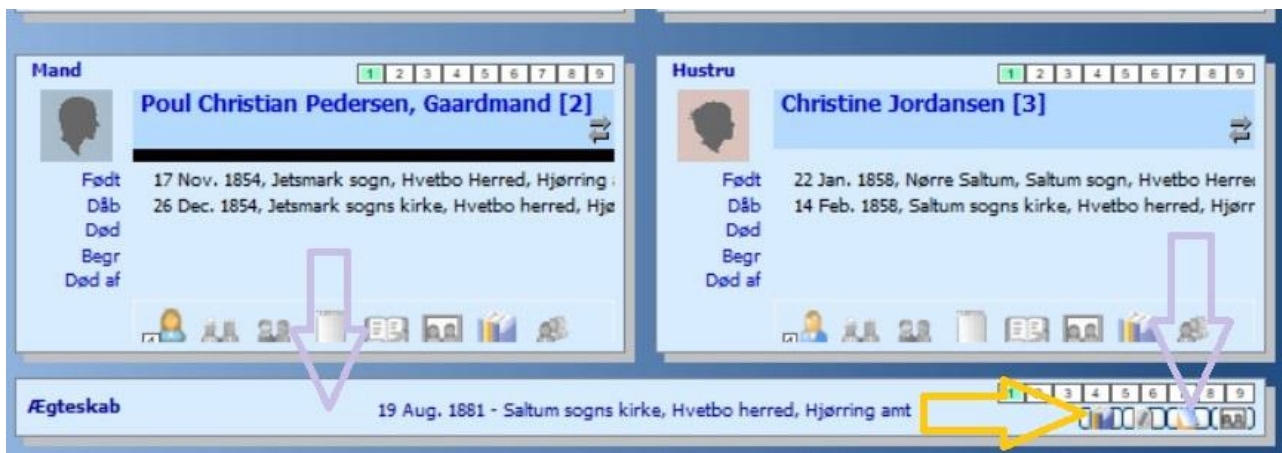 Mand
1 2 3 4 5 6 7 8 9
Poul Christian Pedersen, Gaardmand [2]
Født 17 Nov. 1854, Jetsmark sogn, Hvetbo Herred, Hjørring
Dåb 26 Dec. 1854, Jetsmark sogns kirke, Hvetbo herred, Hjø
Død
Begr
Død af
Hustru
1 2 3 4 5 6 7 8 9
Christine Jordansen [3]
Født 22 Jan. 1858, Nørre Saltum, Saltum sogn, Hvetbo Herre
Dåb 14 Feb. 1858, Saltum sogns kirke, Hvetbo herred, Hjørr
Død
Begr
Død af
Ægteskab
1 2 3 4 5 6 7 8 9
19 Aug. 1881 - Saltum sogns kirke, Hvetbo herred, Hjørring amt